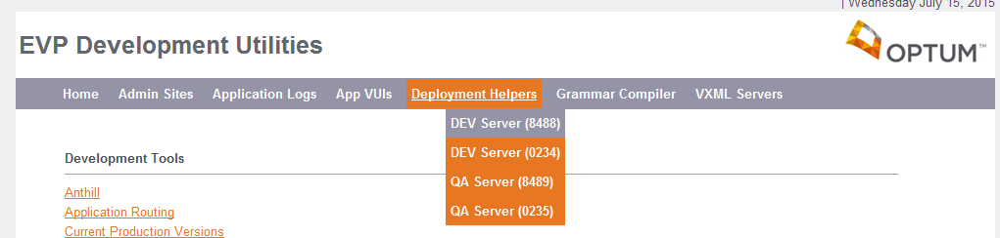 | Wednesday July 15, 2015
EVP Development Utilities
OPTUM™
Home Admin Sites Application Logs App VUIs Deployment Helpers Grammar Compiler VXML Servers
DEV Server (8488)
DEV Server (0234)
QA Server (8489)
QA Server (0235)
Development Tools
Anthill
Application Routing
Current Production Versions